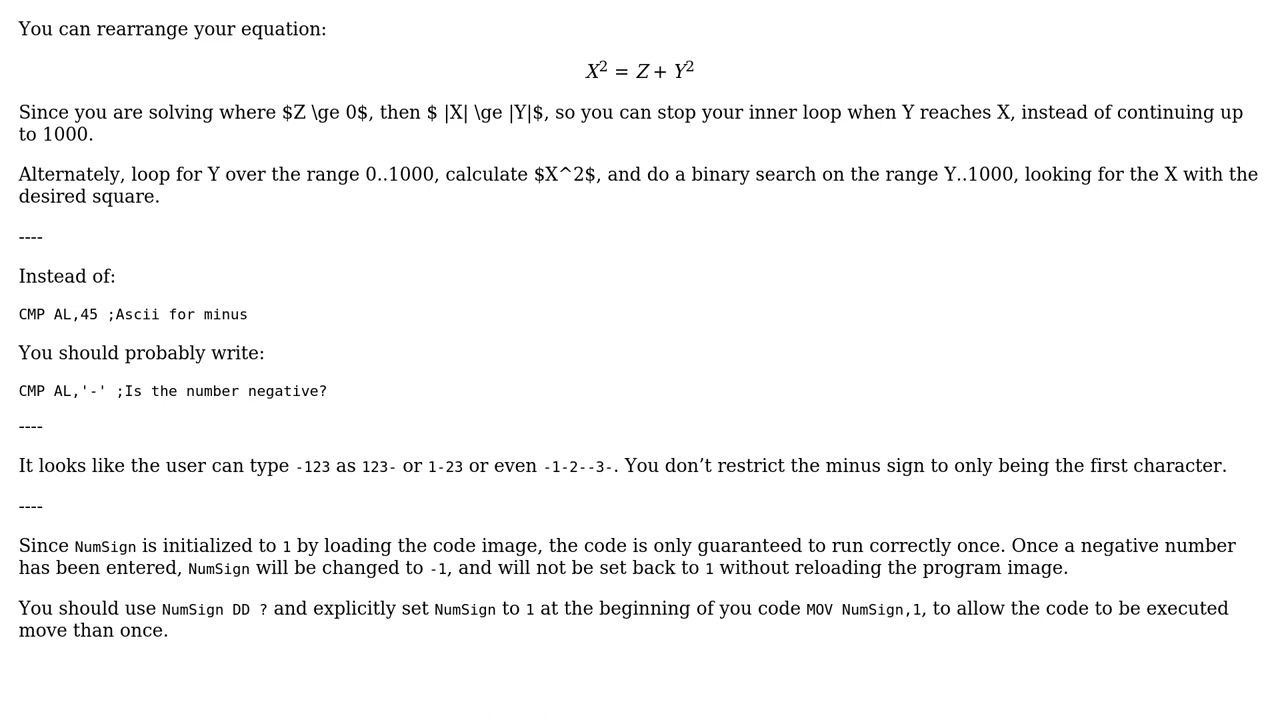 You can rearrange your equation:
X² = Z + Y²
Since you are solving where $Z \ge 0$, then $ |X| \ge |Y|$, so you can stop your inner loop when Y reaches X, instead of continuing up
to 1000.
Alternately, loop for Y over the range 0..1000, calculate $X^2$, and do a binary search on the range Y..1000, looking for the X with the
desired square.
----
Instead of:
CMP AL,45 ;Ascii for minus
You should probably write:
CMP AL,'-' ;Is the number negative?
----
It looks like the user can type -123 as 123- or 1-23 or even -1-2--3-. You don’t restrict the minus sign to only being the first character.
----
Since NumSign is initialized to 1 by loading the code image, the code is only guaranteed to run correctly once. Once a negative number
has been entered, NumSign will be changed to -1, and will not be set back to 1 without reloading the program image.
You should use NumSign DD ? and explicitly set NumSign to 1 at the beginning of you code MOV NumSign,1, to allow the code to be executed
move than once.